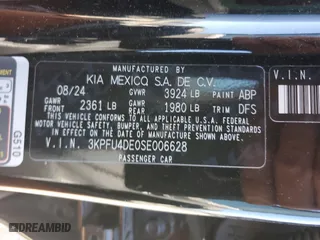 MFD BY
KIA MEXICO S.A. DE C.V.
08/24 GVWR 3924 LB PAINT ABP
GAWR FRONT 2361 LB GAWR REAR 1980 LB TRIM DFS
THIS VEHICLE CONFORMS TO ALL APPLICABLE
FEDERAL MOTOR VEHICLE SAFETY BUMPER AND
THEFT PREVENTION STANDARDS IN EFFECT ON
THE DATE OF MANUFACTURE SHOWN ABOVE.
V.I.N. 3KPFU4DE0SE006628
PASSENGER CAR
G510
V.I.N.